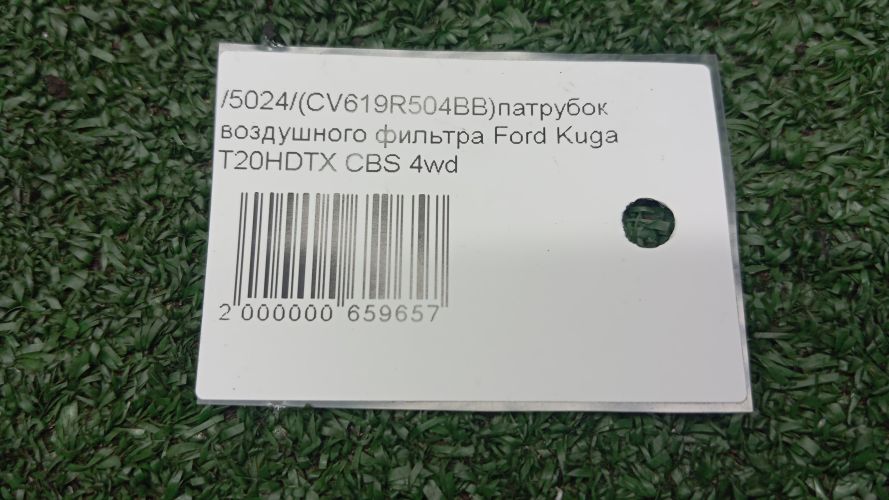 /5024/(CV619R504BB)патрубок
воздушного фильтра Ford Kuga
T20HDTX CBS 4wd
2 000000 659657